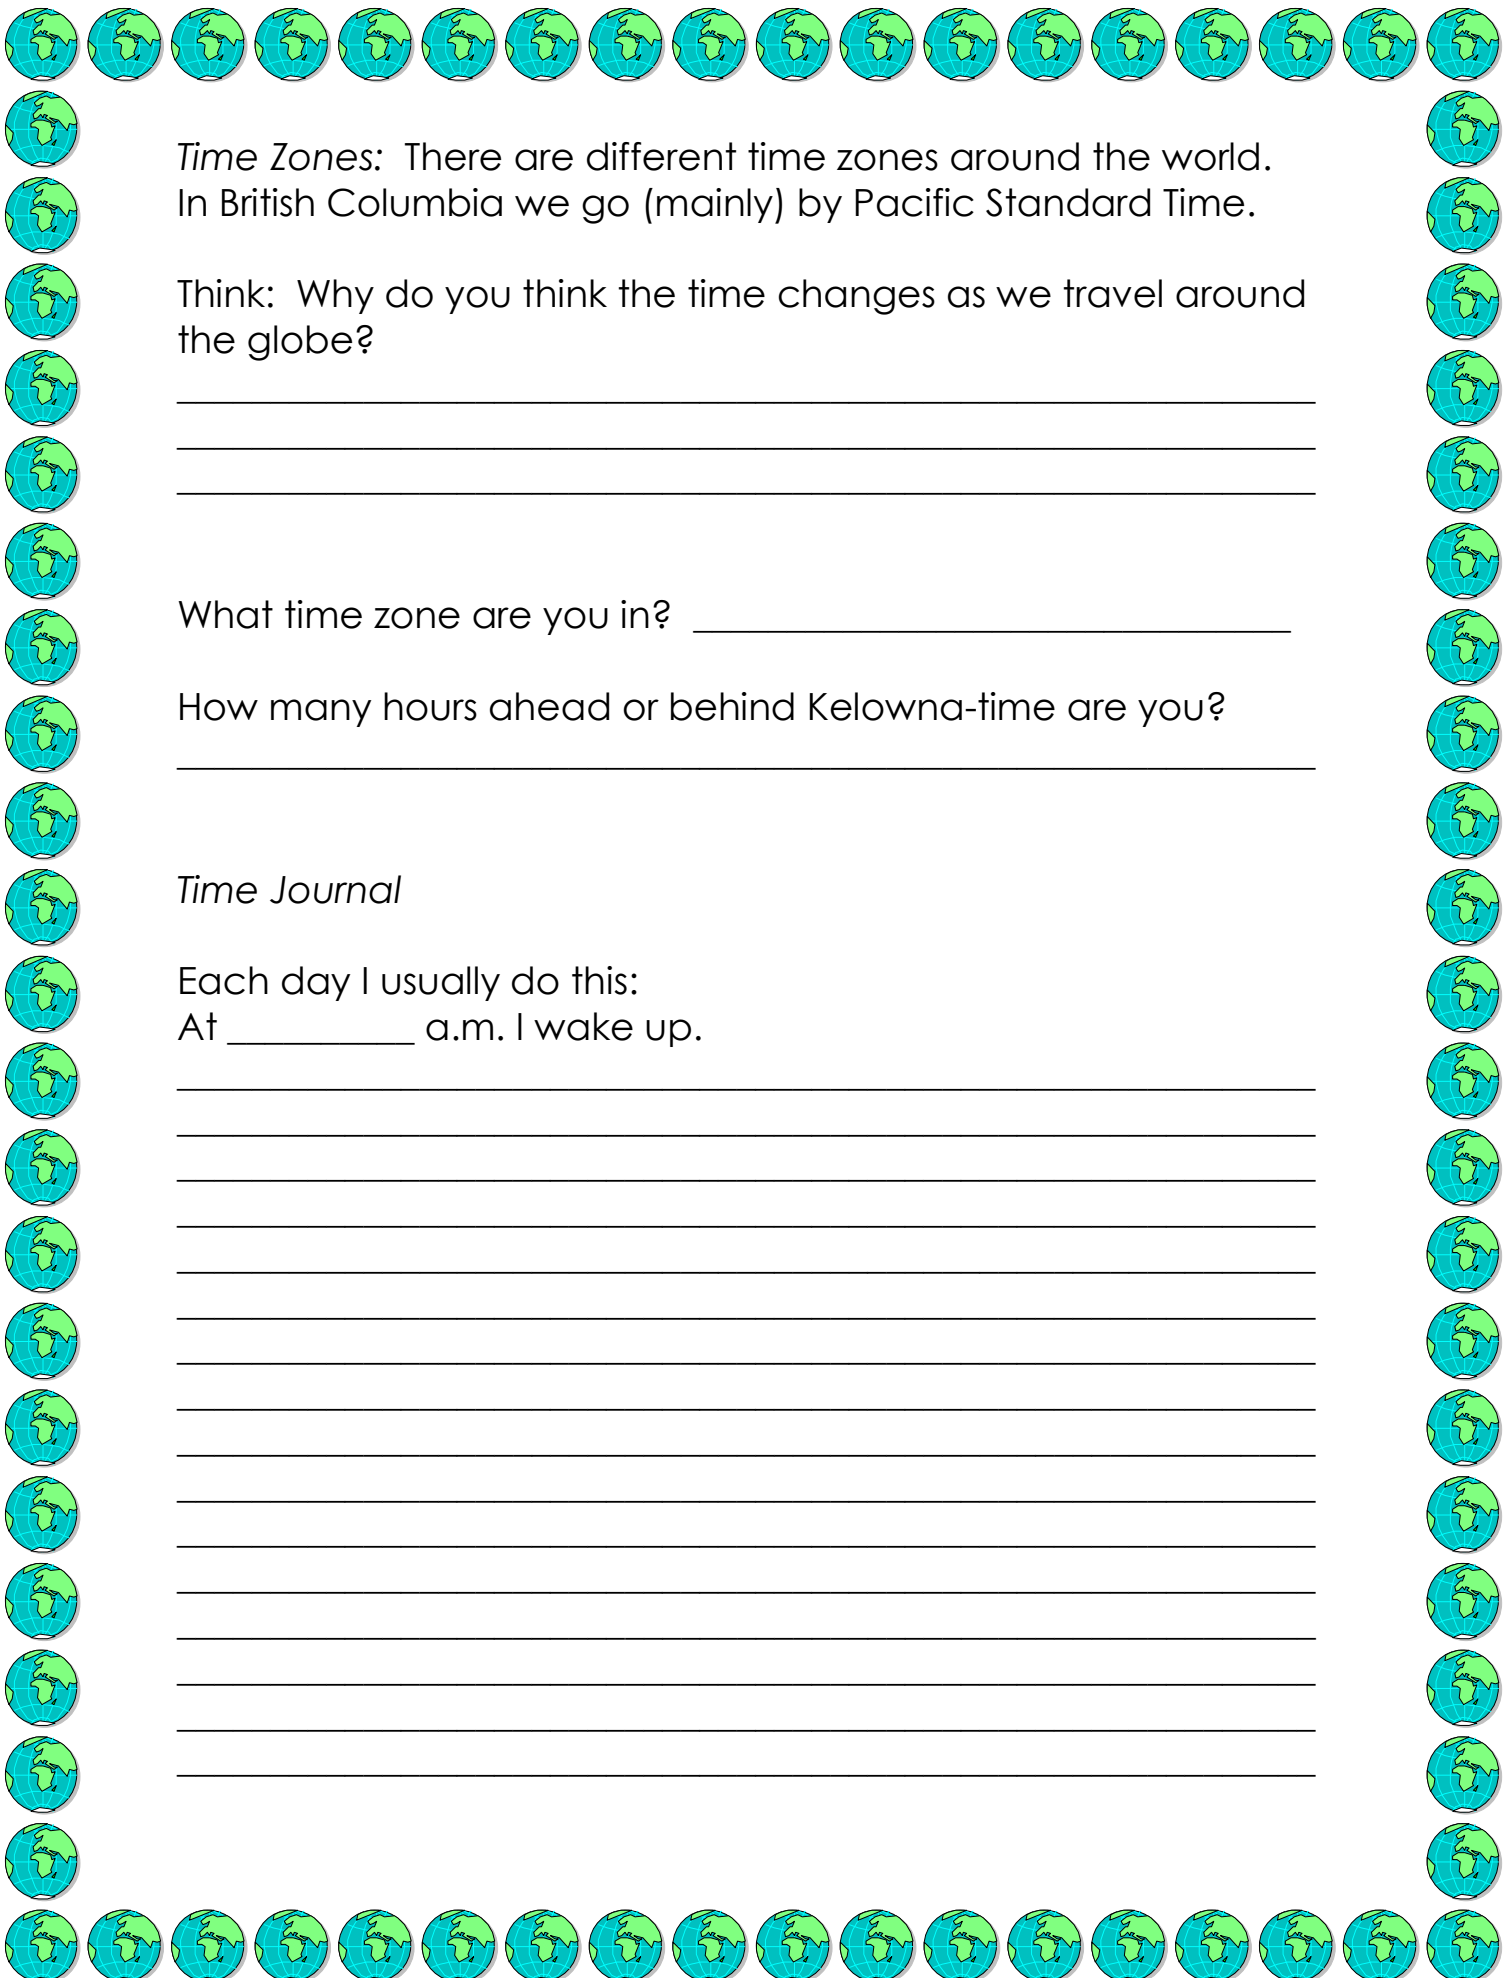 Time Zones:  There are different time zones around the world.
In British Columbia we go (mainly) by Pacific Standard Time.
Think:  Why do you think the time changes as we travel around
the globe?
What time zone are you in?  ________________________________
How many hours ahead or behind Kelowna-time are you?
Time Journal
Each day I usually do this:
At __________ a.m. I wake up.